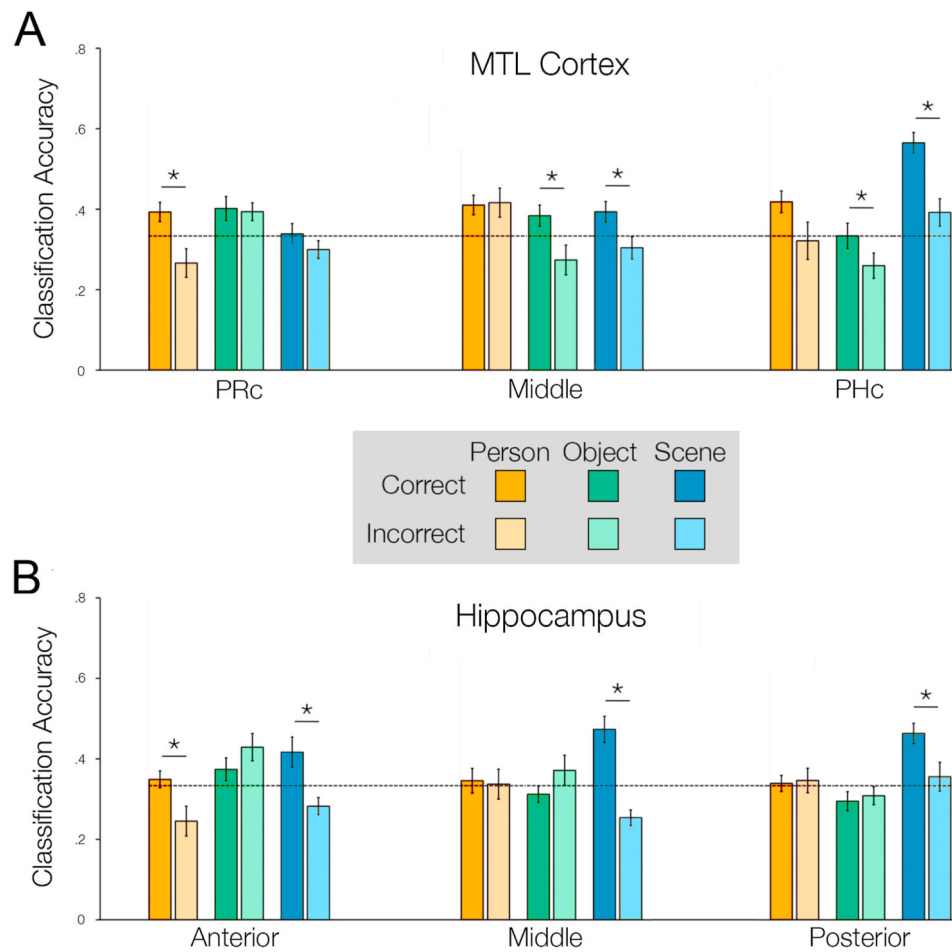 A
MTL Cortex
Classification Accuracy
.8
.6
.4
.2
0
*
*
*
*
*
PRc
Middle
PHc
Person Object Scene
Correct
Incorrect
B
Hippocampus
Classification Accuracy
.8
.6
.4
.2
0
*
*
*
*
Anterior
Middle
Posterior